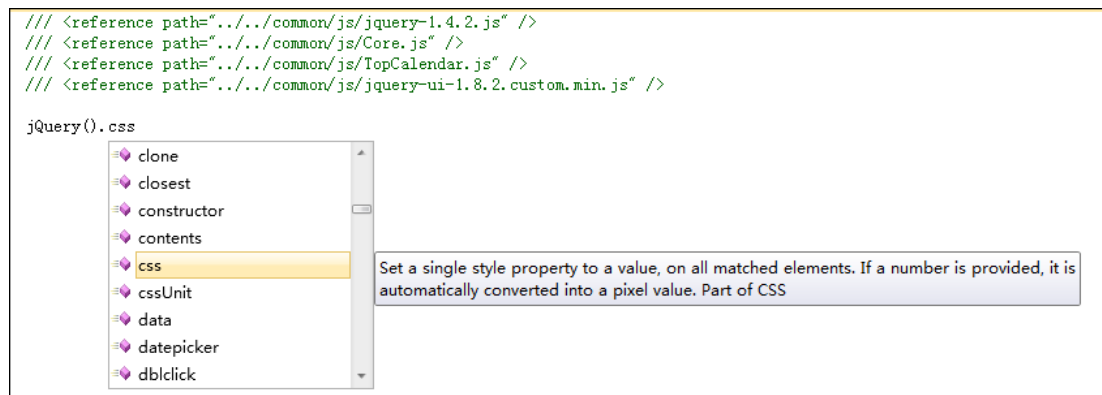 /// <reference path="../../common/js/jquery-1.4.2.js" />
/// <reference path="../../common/js/Core.js" />
/// <reference path="../../common/js/TopCalendar.js" />
/// <reference path="../../common/js/jquery-ui-1.8.2.custom.min.js" />
jQuery().css
clone
closest
constructor
contents
css
Set a single style property to a value, on all matched elements. If a number is provided, it is
automatically converted into a pixel value. Part of CSS
cssUnit
data
datepicker
dblclick